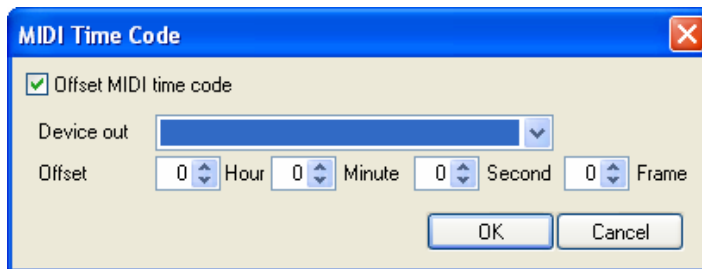 MIDI Time Code
Offset MIDI time code
Device out
Offset 0 Hour 0 Minute 0 Second 0 Frame
OK Cancel